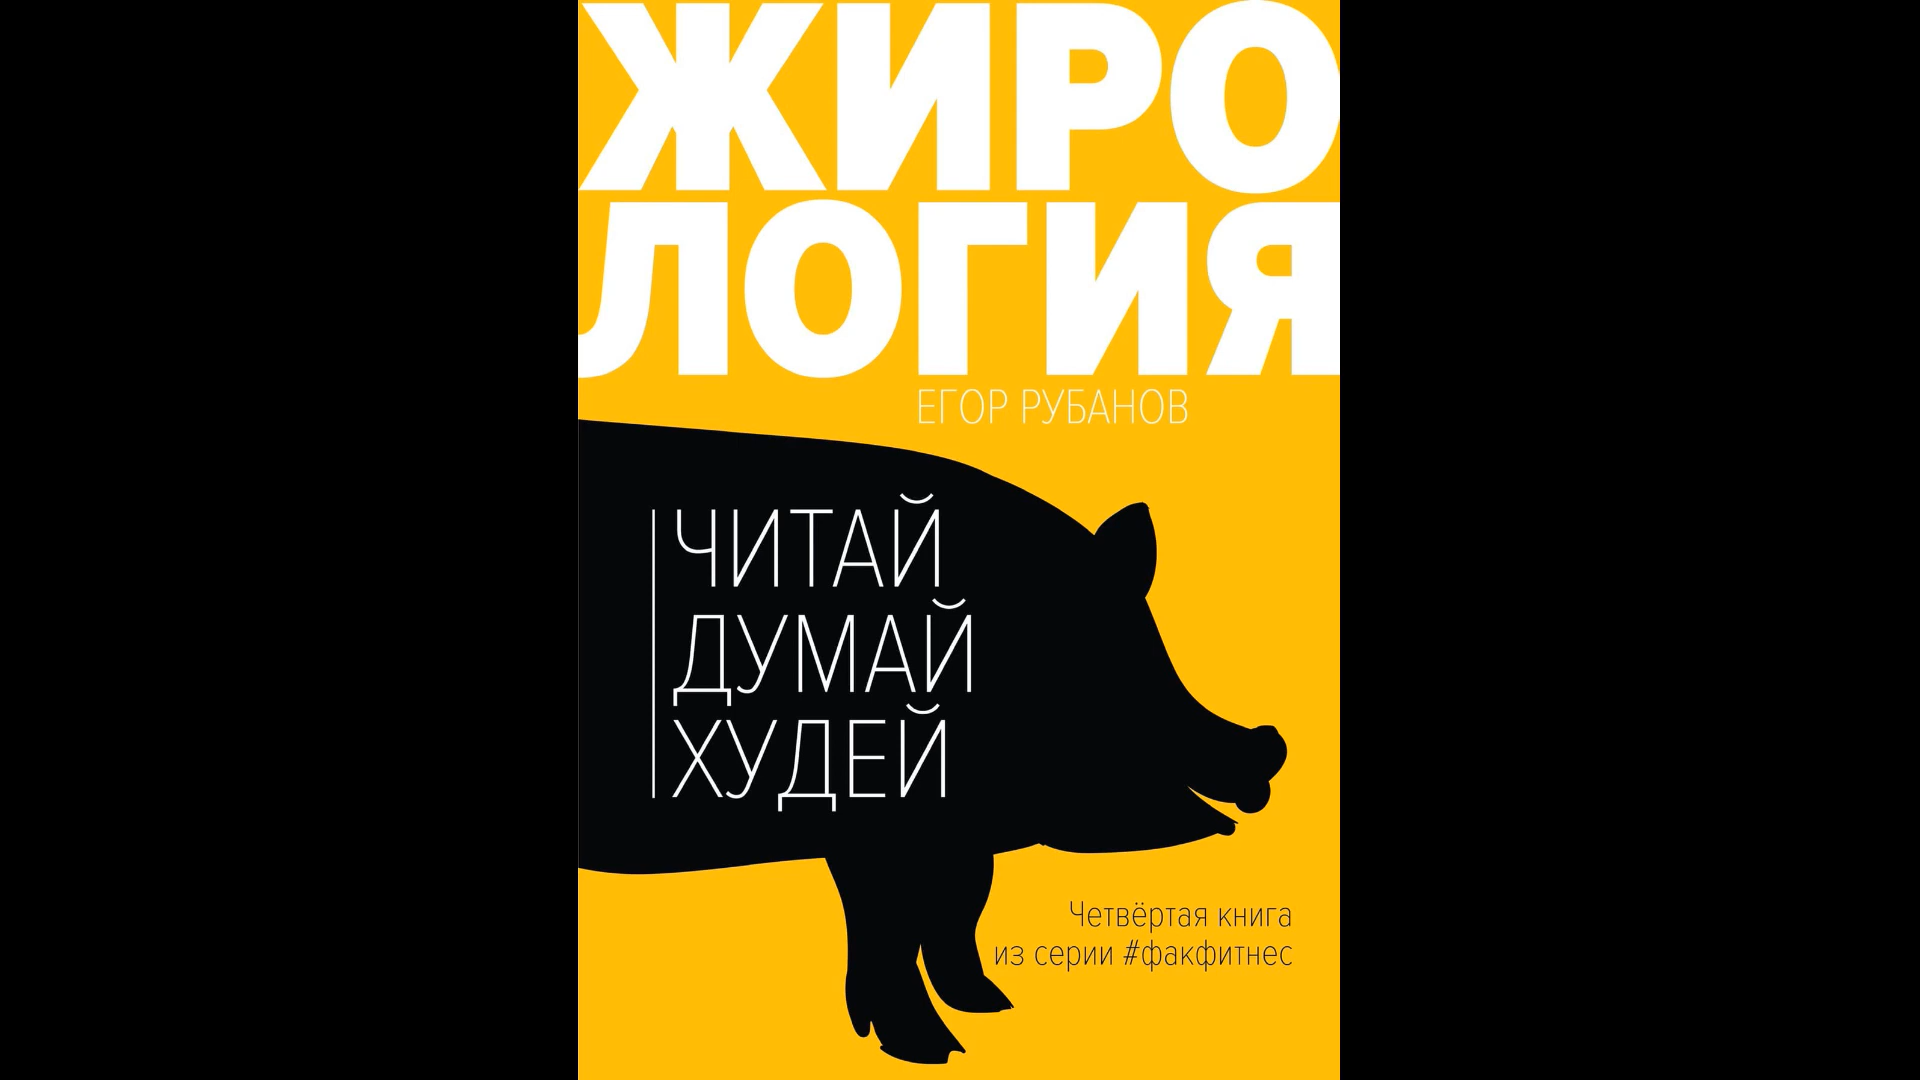 ЖИРО
ЛОГИЯ
ЕГОР РУБАНОВ
ЧИТАЙ
ДУМАЙ
ХУДЕЙ
Четвёртая книга
из серии #факфитнес